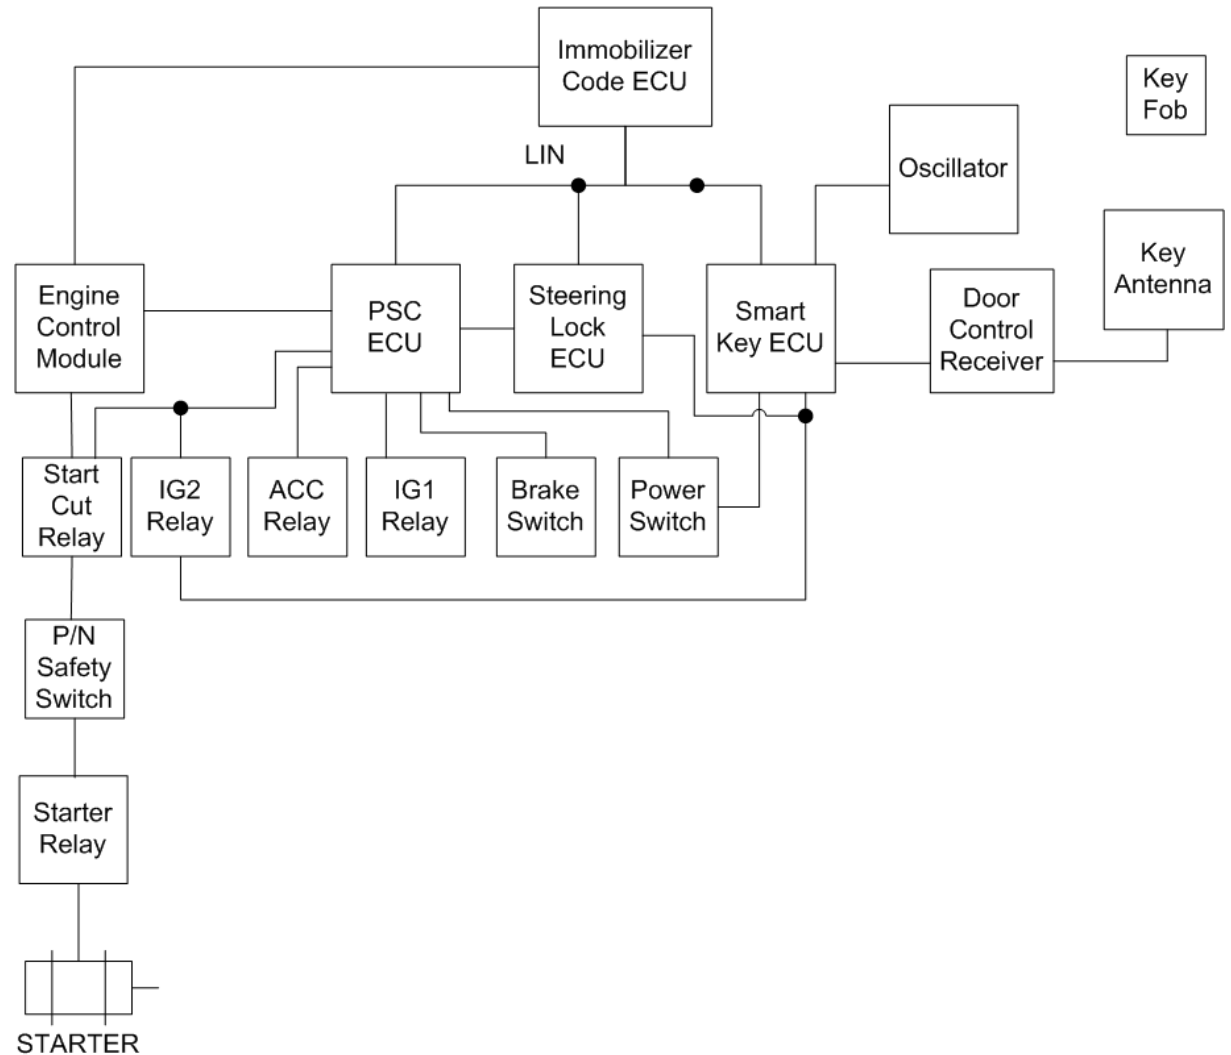 Immobilizer
Code ECU
Key
Fob
LIN
Oscillator
Key
Antenna
Engine
Control
Module
PSC
ECU
Steering
Lock
ECU
Smart
Key ECU
Door
Control
Receiver
Start
Cut
Relay
IG2
Relay
ACC
Relay
IG1
Relay
Brake
Switch
Power
Switch
P/N
Safety
Switch
Starter
Relay
STARTER